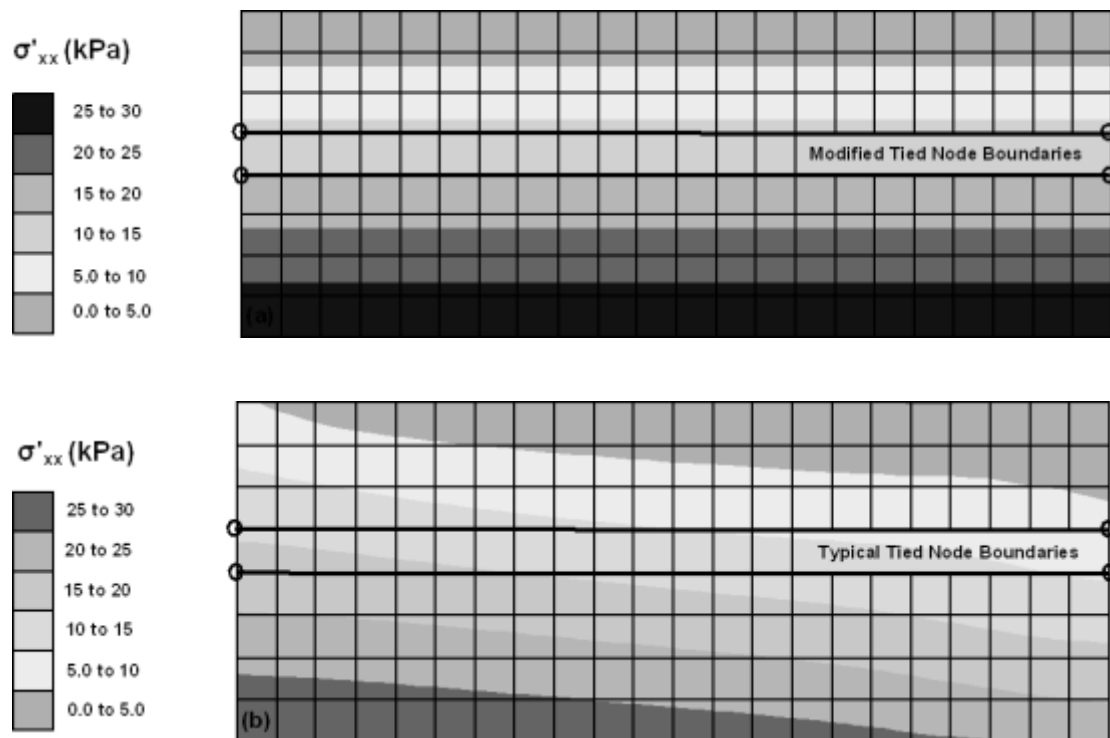 σ'xx (kPa)
25 to 30
20 to 25
15 to 20
10 to 15
5.0 to 10
0.0 to 5.0
Modified Tied Node Boundaries
(a)
σ'xx (kPa)
25 to 30
20 to 25
15 to 20
10 to 15
5.0 to 10
0.0 to 5.0
Typical Tied Node Boundaries
(b)